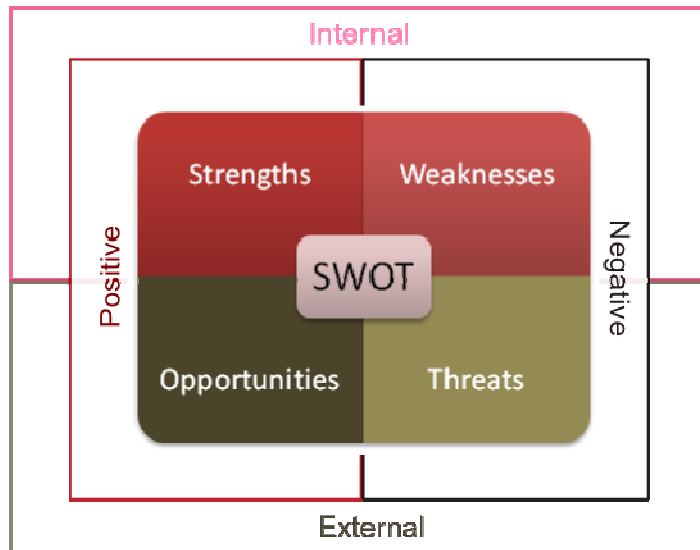 Internal
Strengths
Weaknesses
Positive
SWOT
Negative
Opportunities
Threats
External